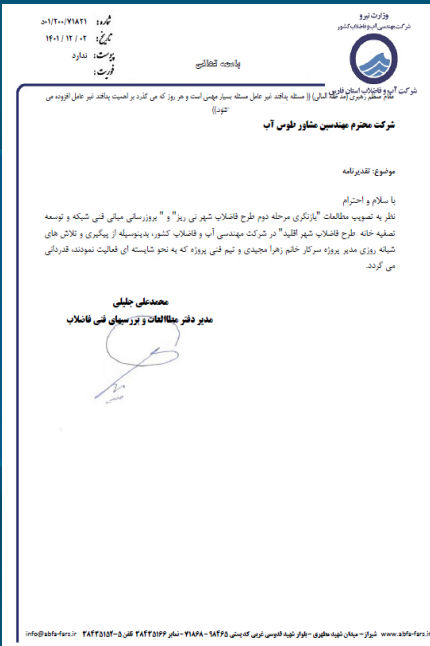 وزارت نیرو
شرکت مهندسی آب و فاضلاب کشور
شرکت آب و فاضلاب استان فارس
شماره: ۷۱۸۲۱/۲۰۰/د۰۱
تاریخ: ۱۴۰۱ / ۱۲ / ۰۲
پیوست: ندارد
فوریت:
باسمه تعالی
مقام معظم رهبری (مد ظله العالی) (( مسئله پدافند غیر عامل مسئله بسیار مهمی است و هر روز که می گذرد بر اهمیت پدافند غیر عامل افزوده می
شود))
شرکت محترم مهندسین مشاور طوس آب
موضوع: تقدیرنامه
با سلام و احترام
نظر به تصویب مطالعات "بازنگری مرحله دوم طرح فاضلاب شهر نی ریز" و " بروزرسانی مبانی فنی شبکه و توسعه
تصفیه خانه طرح فاضلاب شهر اقلید" در شرکت مهندسی آب و فاضلاب کشور، بدینوسیله از پیگیری و تلاش های
شبانه روزی مدیر پروژه سرکار خانم زهرا مجیدی و تیم فنی پروژه که به نحو شایسته ای فعالیت نمودند، قدردانی
می گردد.
محمدعلی جلیلی
مدیر دفتر مطالعات و بررسیهای فنی فاضلاب
www.abfa-fars.ir شیراز – میدان شهید مطهری – بلوار شهید قدوسی غربی کد پستی ۹۸۴۶۵ – ۷۱۸۶۸ – نمابر ۳۸۴۳۵۱۶۶ تلفن ۵–۳۸۴۳۵۱۵۲ info@abfa-fars.ir